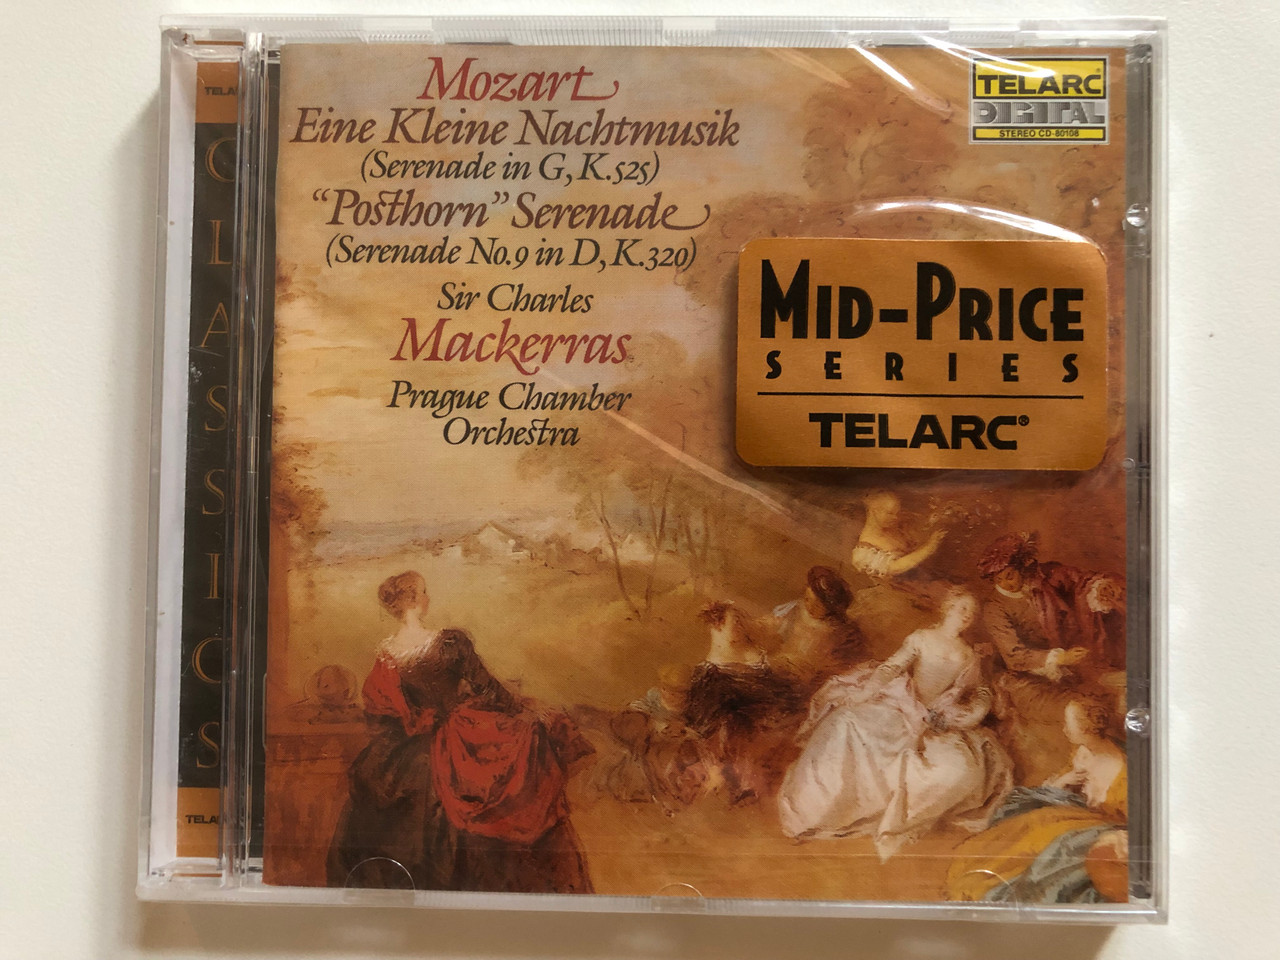 Mozart
Eine Kleine Nachtmusik
(Serenade in G, K.525)
“Posthorn” Serenade
(Serenade No.9 in D, K.320)
Sir Charles
Mackerras
Prague Chamber
Orchestra
TELARC®
DIGITAL
STEREO CD-80108
MID-PRICE
SERIES
TELARC®
CLASSICS